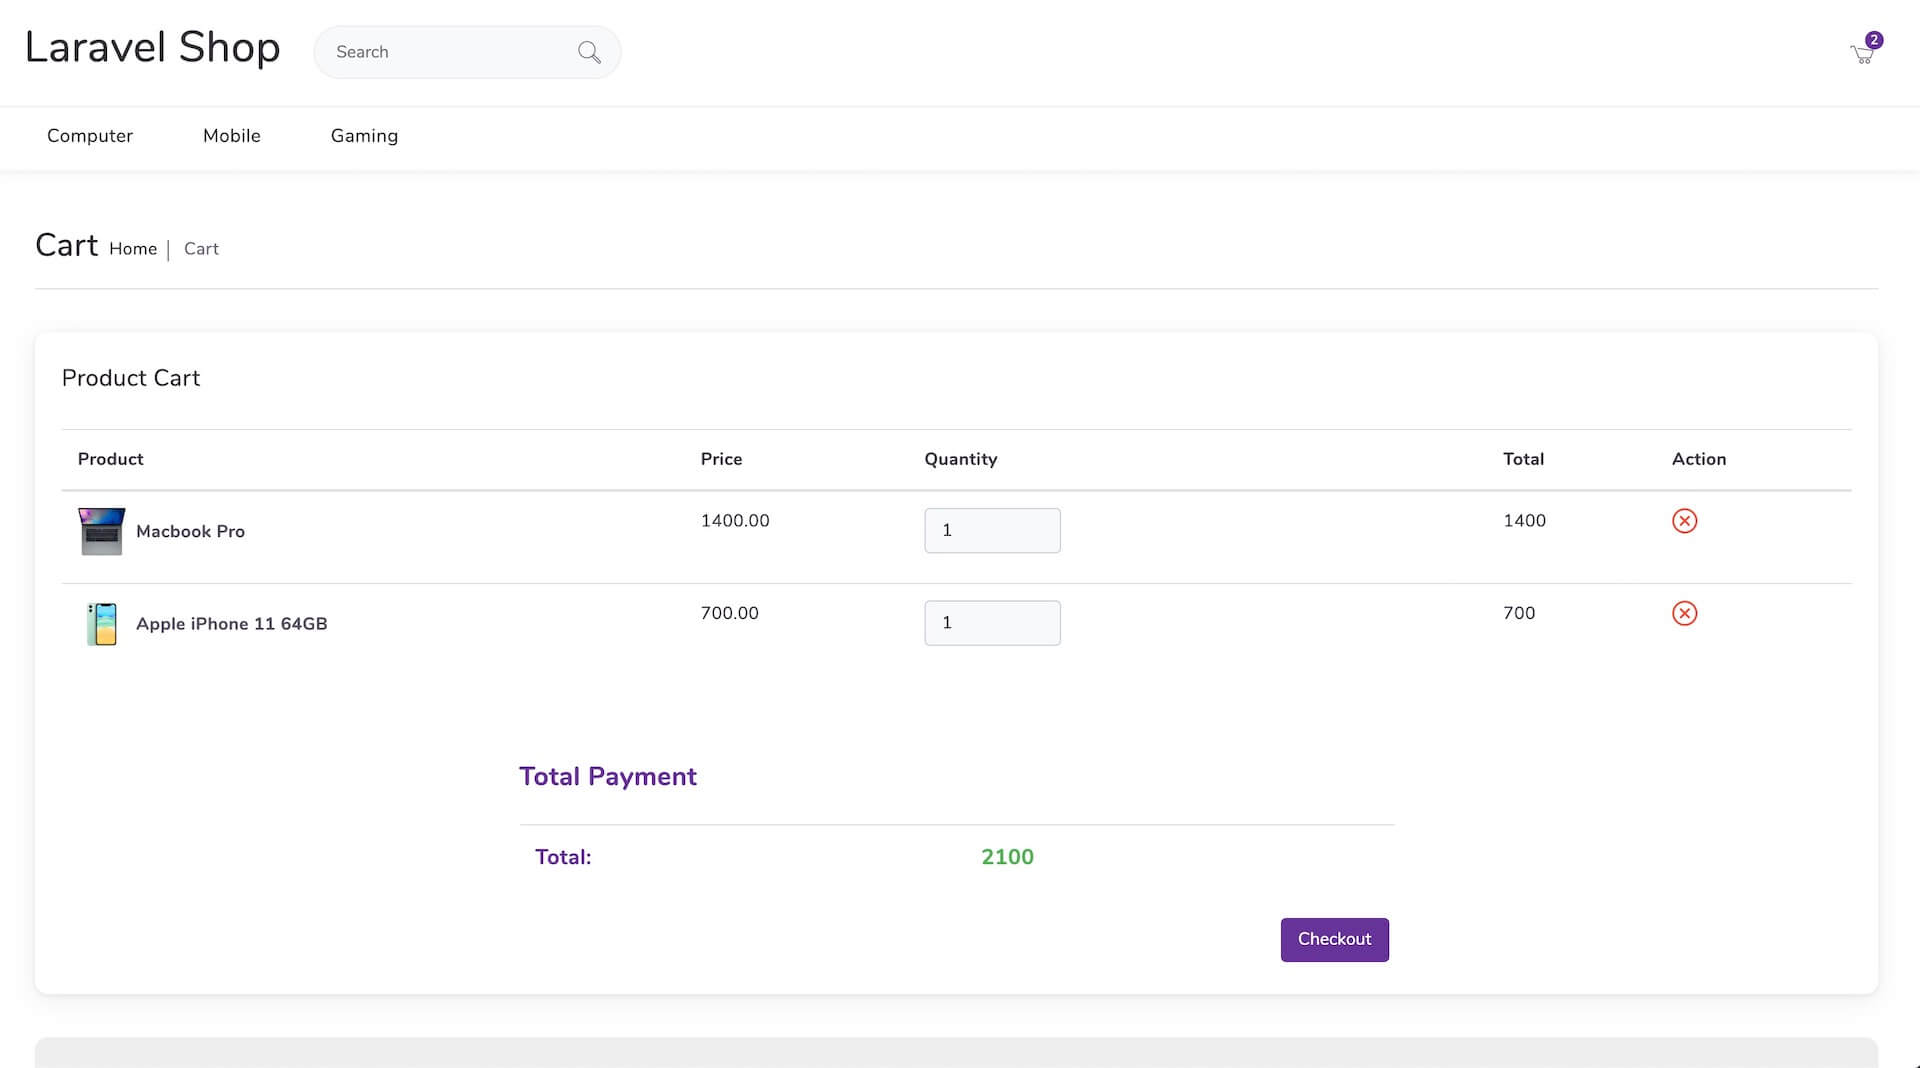 Laravel Shop
Search
2
Computer Mobile Gaming
Cart Home | Cart
Product Cart
Product Price Quantity Total Action
Macbook Pro 1400.00 1 1400
Apple iPhone 11 64GB 700.00 1 700
Total Payment
Total: 2100
Checkout